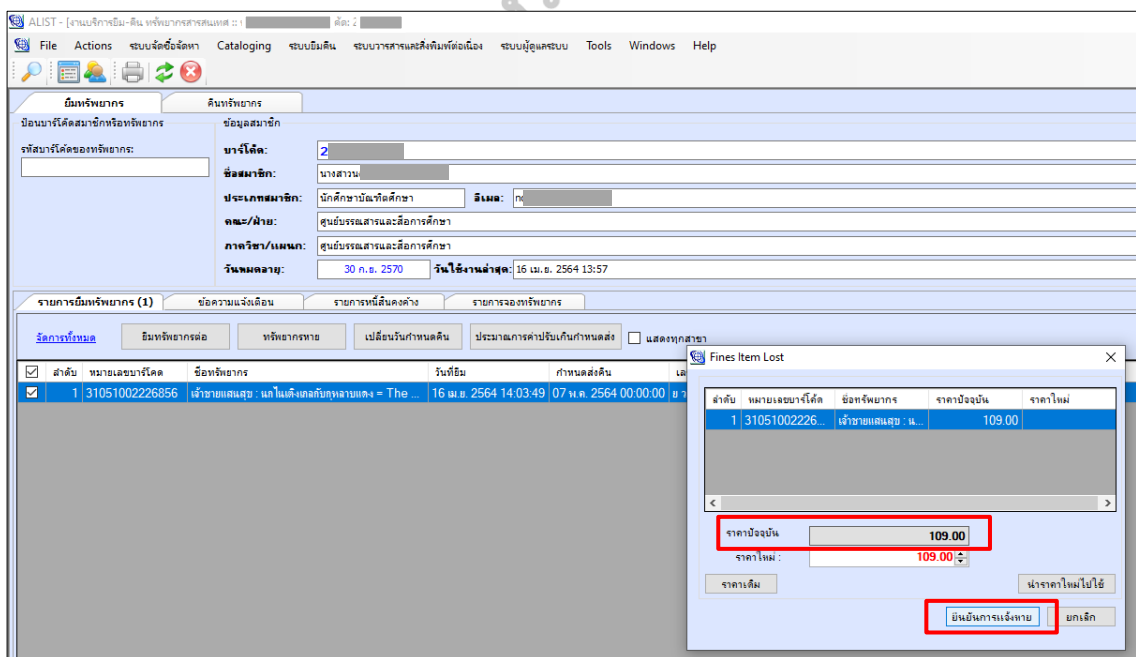 ALIST - [งานบริการยืม-คืน ทรัพยากรสารสนเทศ ::
File Actions ระบบจัดซื้อจัดหา Cataloging ระบบยืมคืน ระบบวารสารและสิ่งพิมพ์ต่อเนื่อง ระบบผู้ดูแลระบบ Tools Windows Help
ยืมทรัพยากร คืนทรัพยากร
ป้อนบาร์โค้ดสมาชิกหรือทรัพยากร ข้อมูลสมาชิก
รหัสบาร์โค้ดของทรัพยากร: บาร์โค้ด: 2
ชื่อสมาชิก: นางสาวน
ประเภทสมาชิก: นักศึกษาบัณฑิตศึกษา อีเมล:
คณะ/ฝ่าย: ศูนย์บรรณสารและสื่อการศึกษา
ภาควิชา/แผนก: ศูนย์บรรณสารและสื่อการศึกษา
วันหมดอายุ: 30 ก.ย. 2570 วันใช้งานล่าสุด: 16 เม.ย. 2564 13:57
รายการยืมทรัพยากร (1) ข้อความแจ้งเตือน รายการหนี้สินคงค้าง รายการจองทรัพยากร
จัดการทั้งหมด ยืมทรัพยากรต่อ ทรัพยากรหาย เปลี่ยนวันกำหนดคืน ประมาณการค่าปรับเกินกำหนดส่ง แสดงทุกสาขา
ลำดับ หมายเลขบาร์โค้ด ชื่อทรัพยากร วันที่ยืม กำหนดส่งคืน
1 31051002226856 เจ้าชายแสนสุข : นกไนติงเกลกับกุหลาบแดง = The ... 16 เม.ย. 2564 14:03:49 07 พ.ค. 2564 00:00:00
Fines Item Lost
ลำดับ หมายเลขบาร์โค้ด ชื่อทรัพยากร ราคาปัจจุบัน ราคาใหม่
1 31051002226... เจ้าชายแสนสุข : น... 109.00
ราคาปัจจุบัน 109.00
ราคาใหม่ : 109.00
ราคาเดิม นำราคาใหม่ไปใช้
ยืนยันการแจ้งหาย ยกเลิก